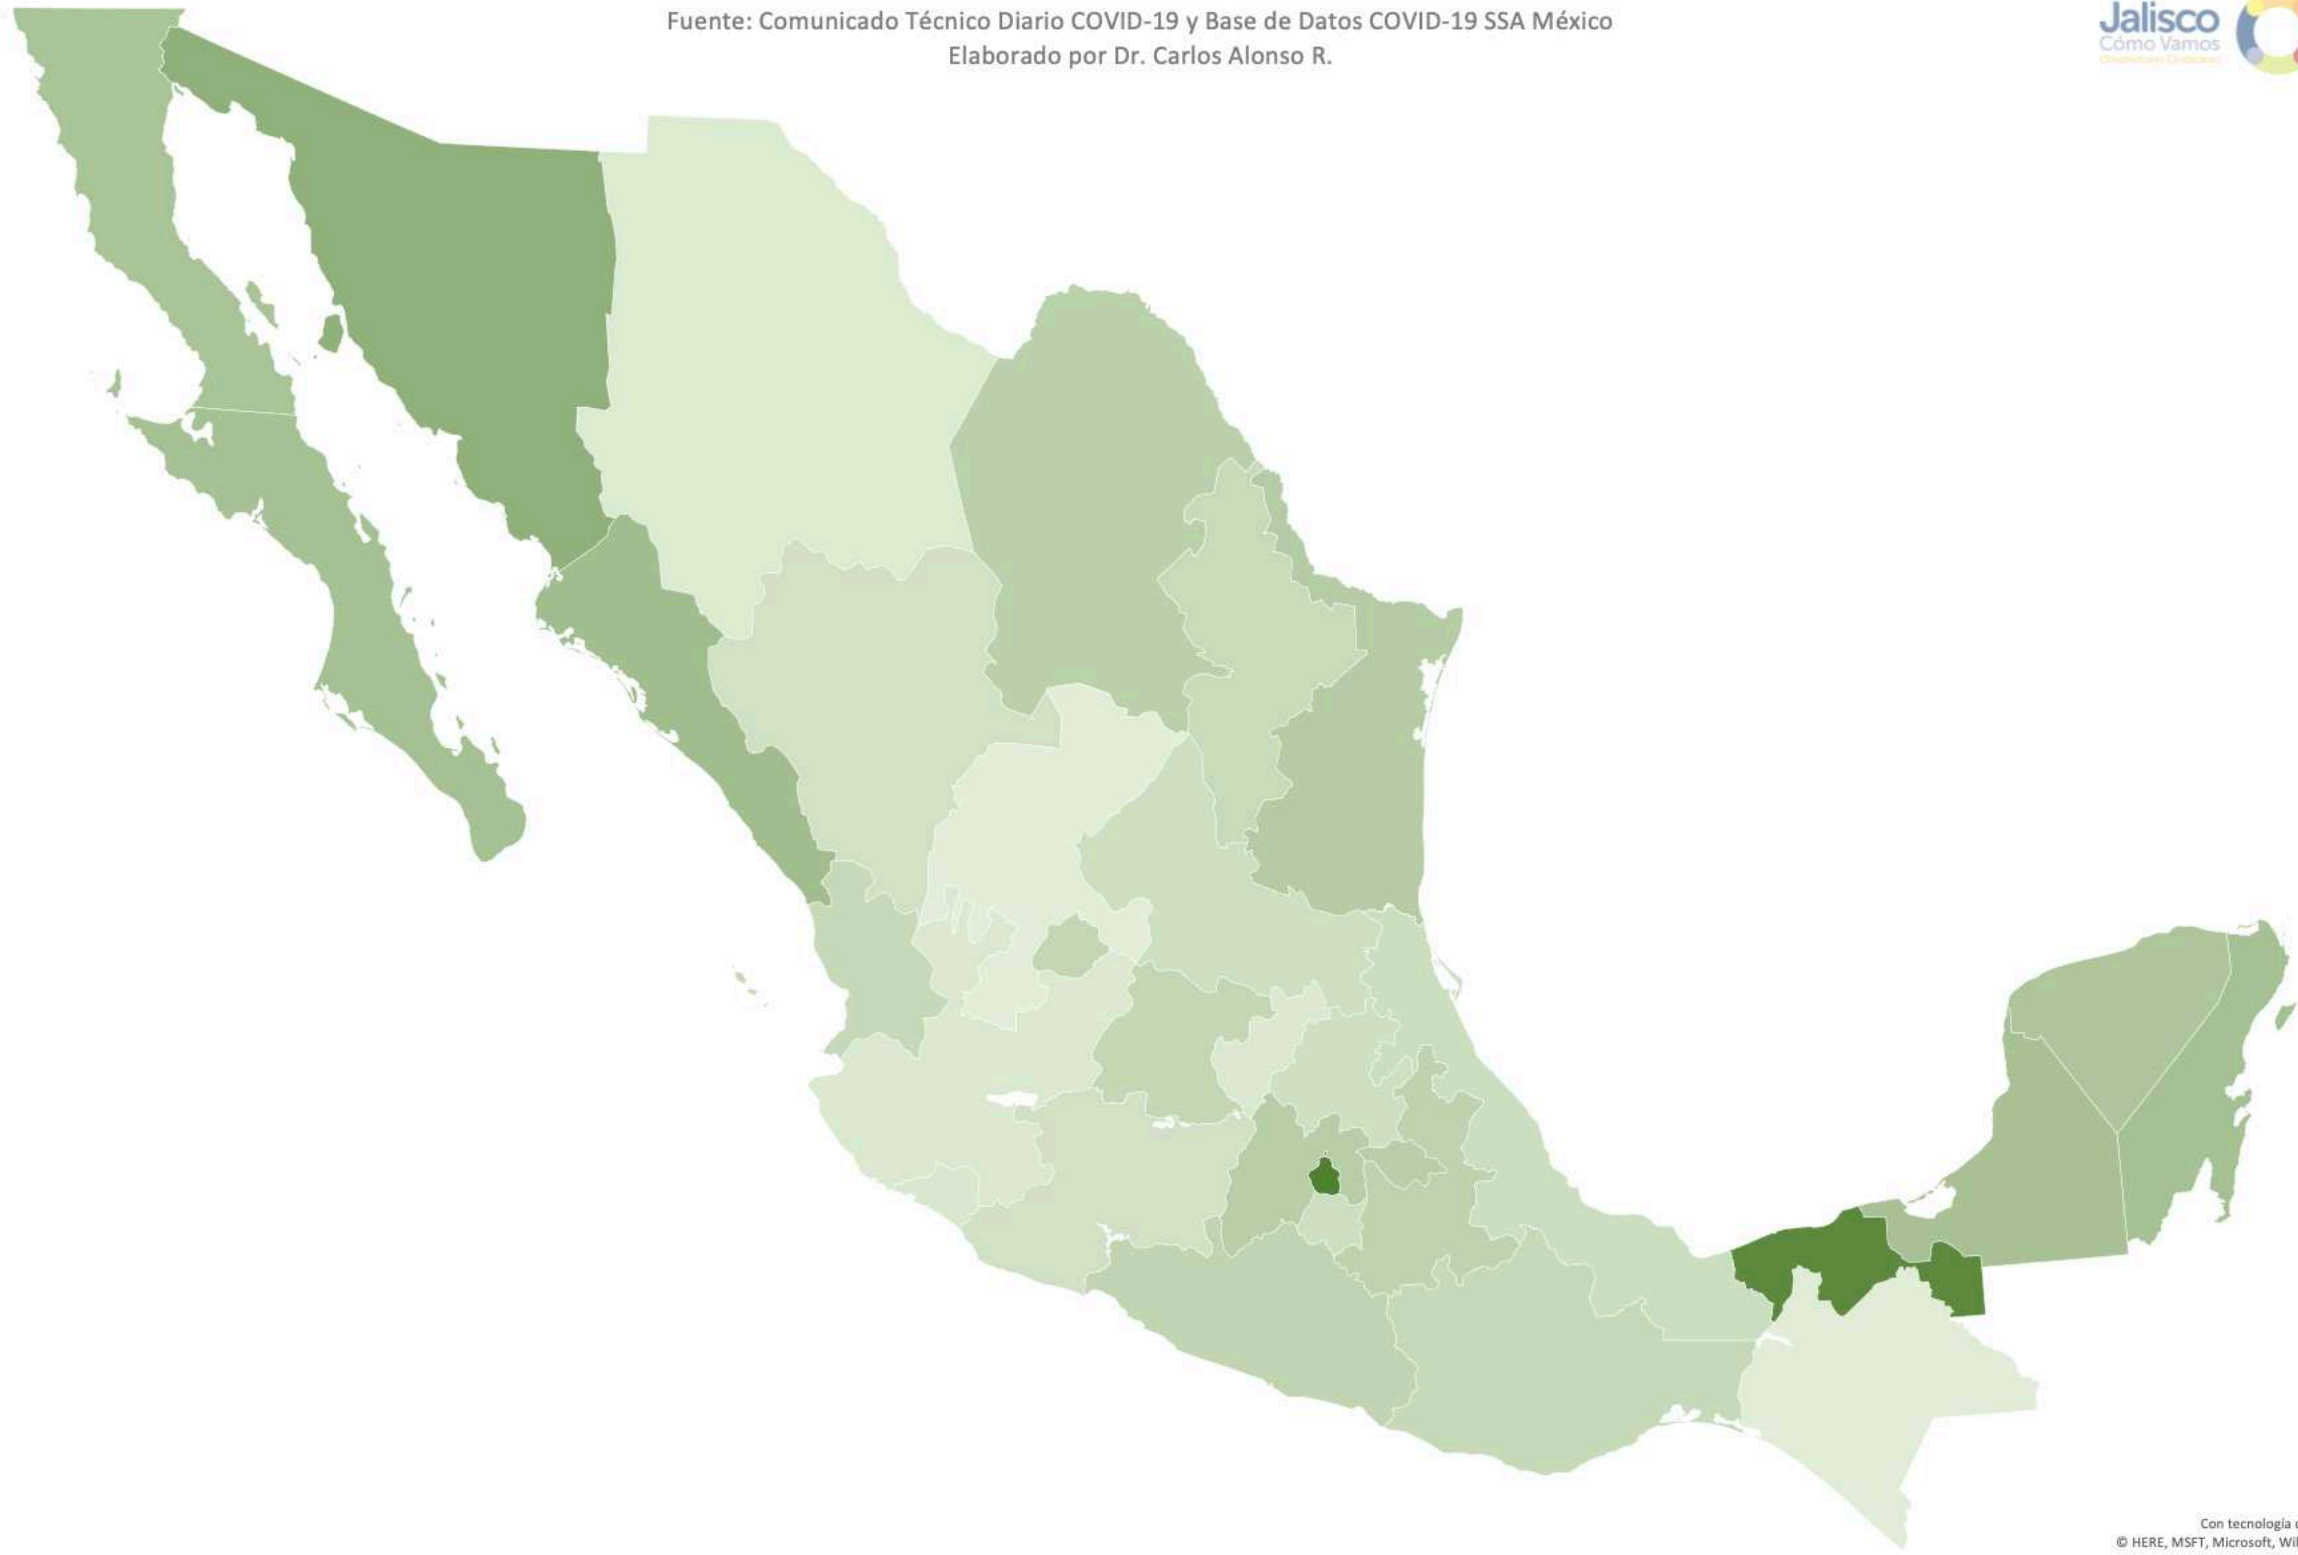 Fuente: Comunicado Técnico Diario COVID-19 y Base de Datos COVID-19 SSA México
Elaborado por Dr. Carlos Alonso R.
Jalisco
Cómo Vamos
Con tecnología
© HERE, MSFT, Microsoft,